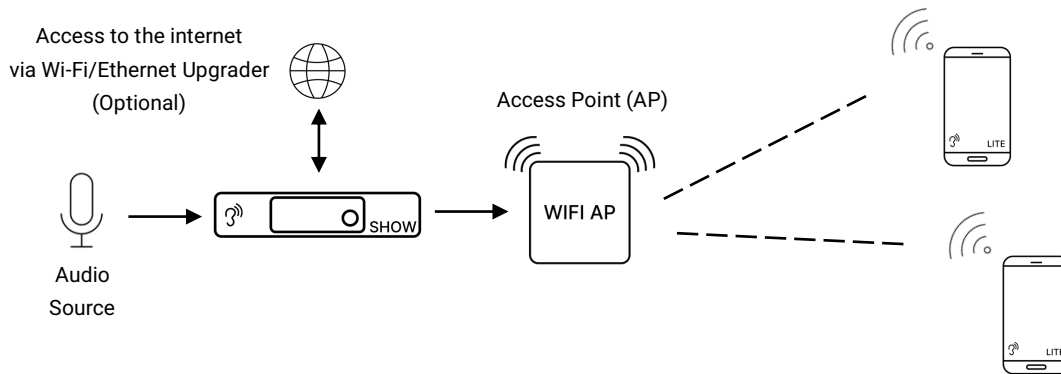 Access to the internet
via Wi-Fi/Ethernet Upgrader
(Optional)
Access Point (AP)
LITE
WIFI AP
SHOW
Audio
Source
LITE